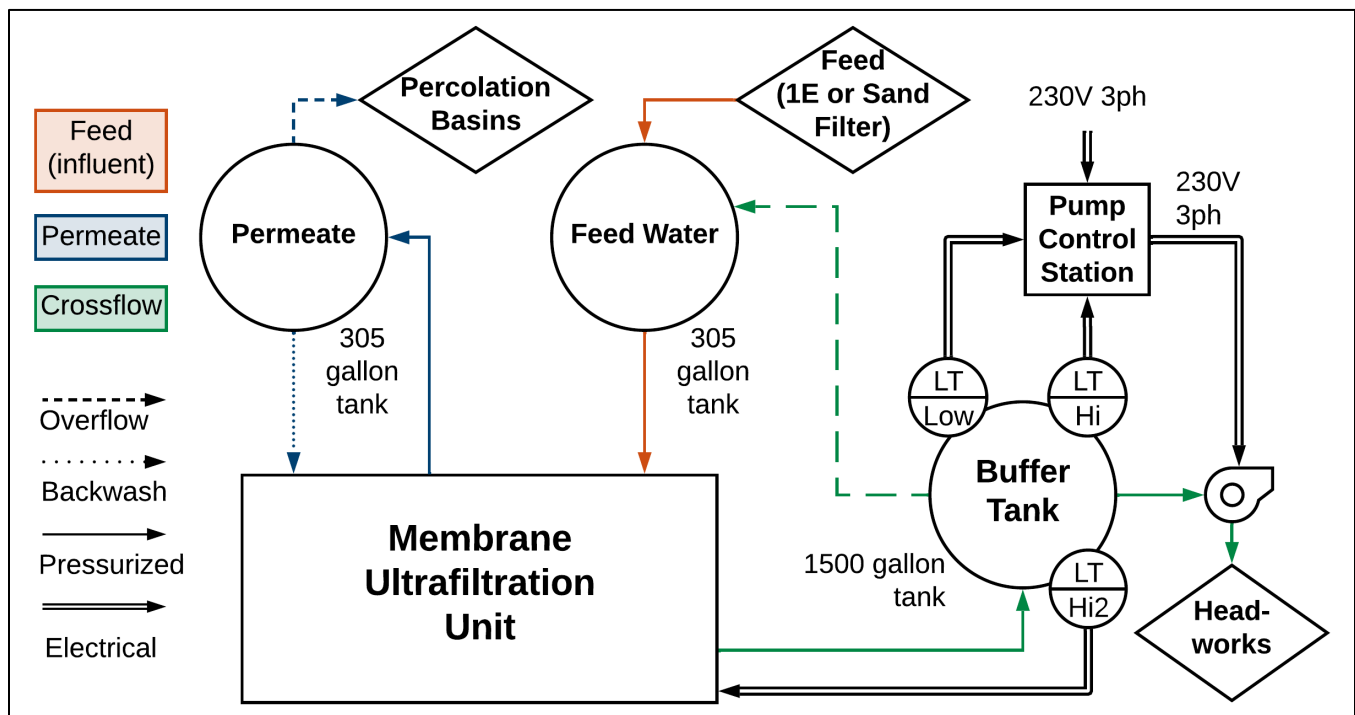 Feed
(influent)
Permeate
Crossflow
Overflow
Backwash
Pressurized
Electrical
Percolation
Basins
Permeate
305
gallon
tank
Feed
(1E or Sand
Filter)
Feed Water
305
gallon
tank
Membrane
Ultrafiltration
Unit
230V 3ph
Pump
Control
Station
230V
3ph
LT
Low
LT
Hi
Buffer
Tank
1500 gallon
tank
LT
Hi2
Head-
works